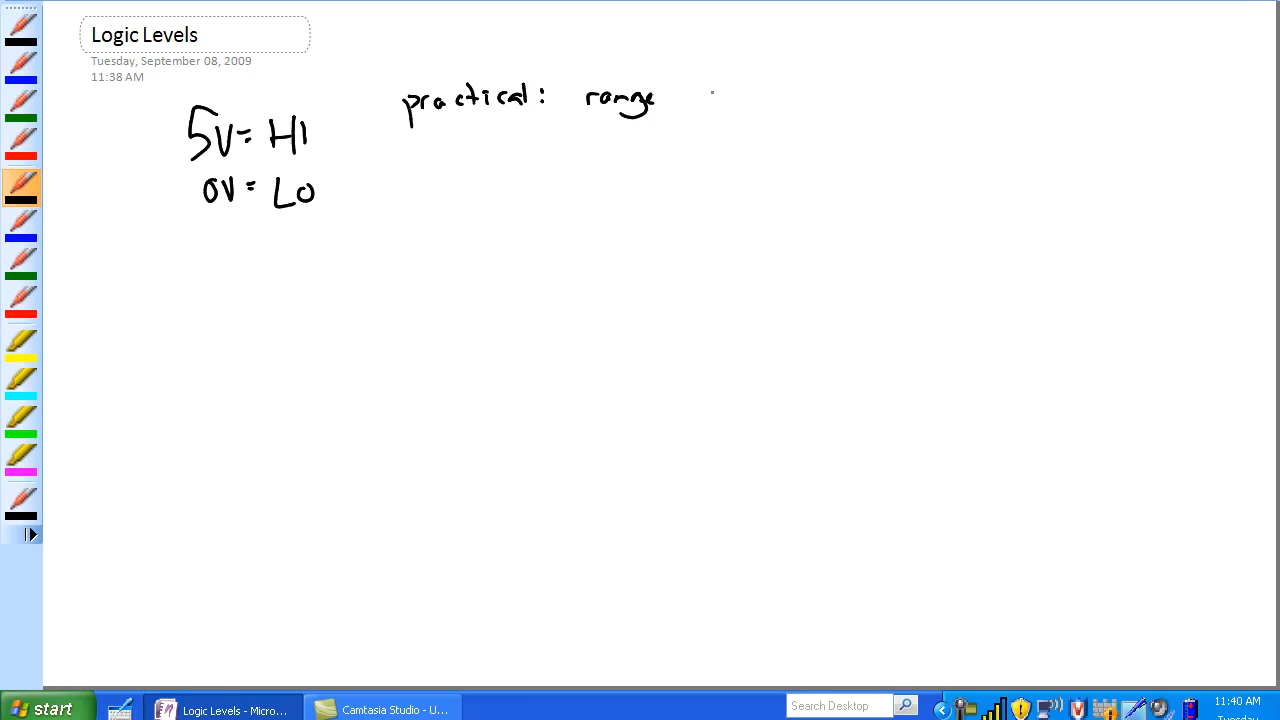 Logic Levels
Tuesday, September 08, 2009
11:38 AM
practical: range
5V = HI
0V = LO
start
Logic Levels - Micro...
Camtasia Studio - U...
Search Desktop
11:40 AM
Tuesday